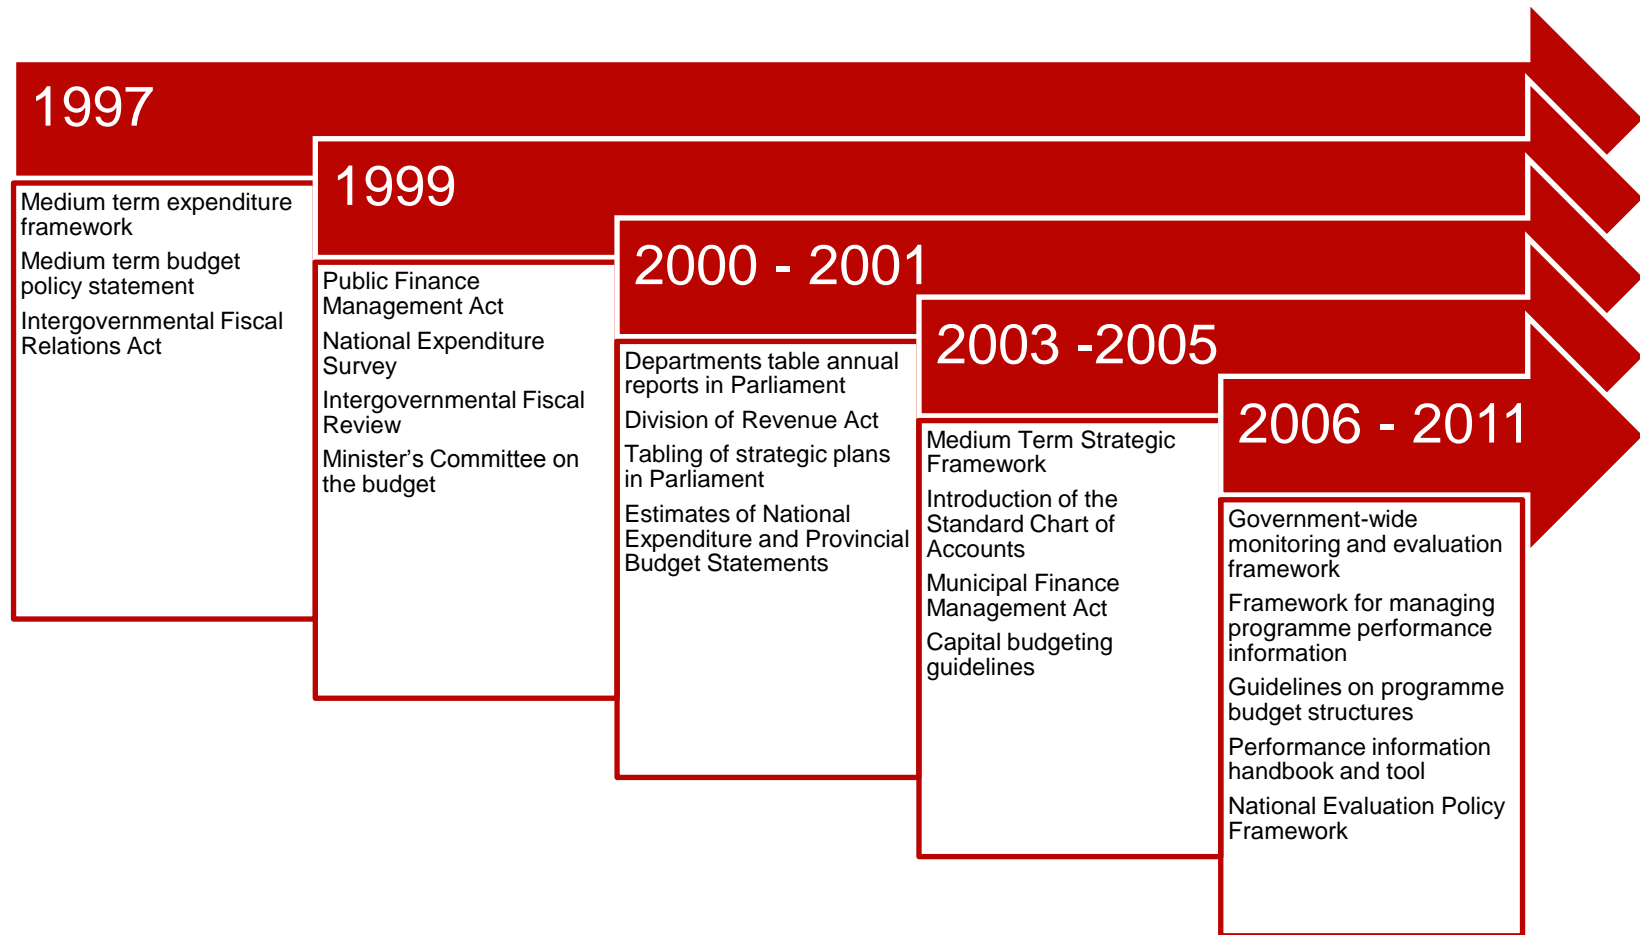 1997
Medium term expenditure
framework
Medium term budget
policy statement
Intergovernmental Fiscal
Relations Act
1999
Public Finance
Management Act
National Expenditure
Survey
Intergovernmental Fiscal
Review
Minister’s Committee on
the budget
2000 - 2001
Departments table annual
reports in Parliament
Division of Revenue Act
Tabling of strategic plans
in Parliament
Estimates of National
Expenditure and Provincial
Budget Statements
2003 -2005
Medium Term Strategic
Framework
Introduction of the
Standard Chart of
Accounts
Municipal Finance
Management Act
Capital budgeting
guidelines
2006 - 2011
Government-wide
monitoring and evaluation
framework
Framework for managing
programme performance
information
Guidelines on programme
budget structures
Performance information
handbook and tool
National Evaluation Policy
Framework